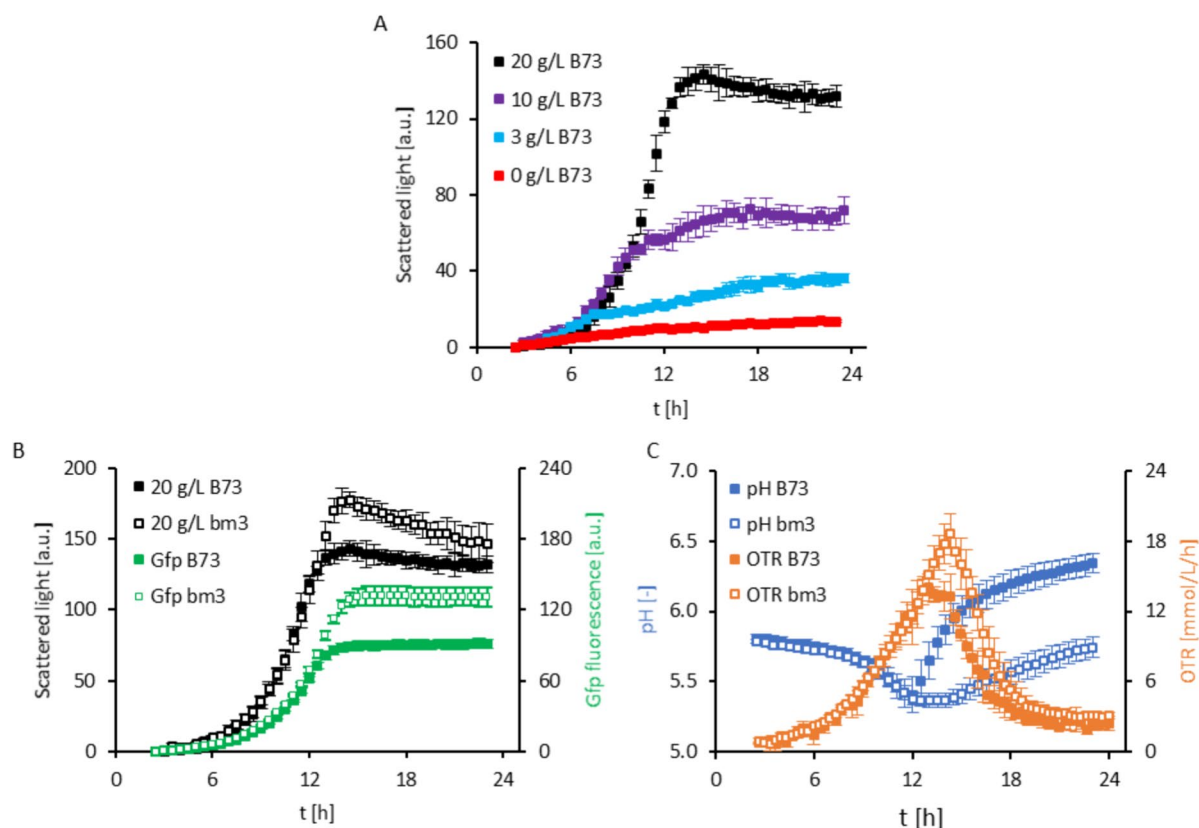 A
160
120
80
40
0
Scattered light [a.u.]
20 g/L B73
10 g/L B73
3 g/L B73
0 g/L B73
0 6 12 18 24
t [h]
B
200
150
100
50
0
Scattered light [a.u.]
20 g/L B73
20 g/L bm3
Gfp B73
Gfp bm3
240
180
120
60
0
Gfp fluorescence [a.u.]
0 6 12 18 24
t [h]
C
7.0
6.5
6.0
5.5
5.0
pH [-]
pH B73
pH bm3
OTR B73
OTR bm3
24
18
12
6
0
OTR [mmol/L/h]
0 6 12 18 24
t [h]